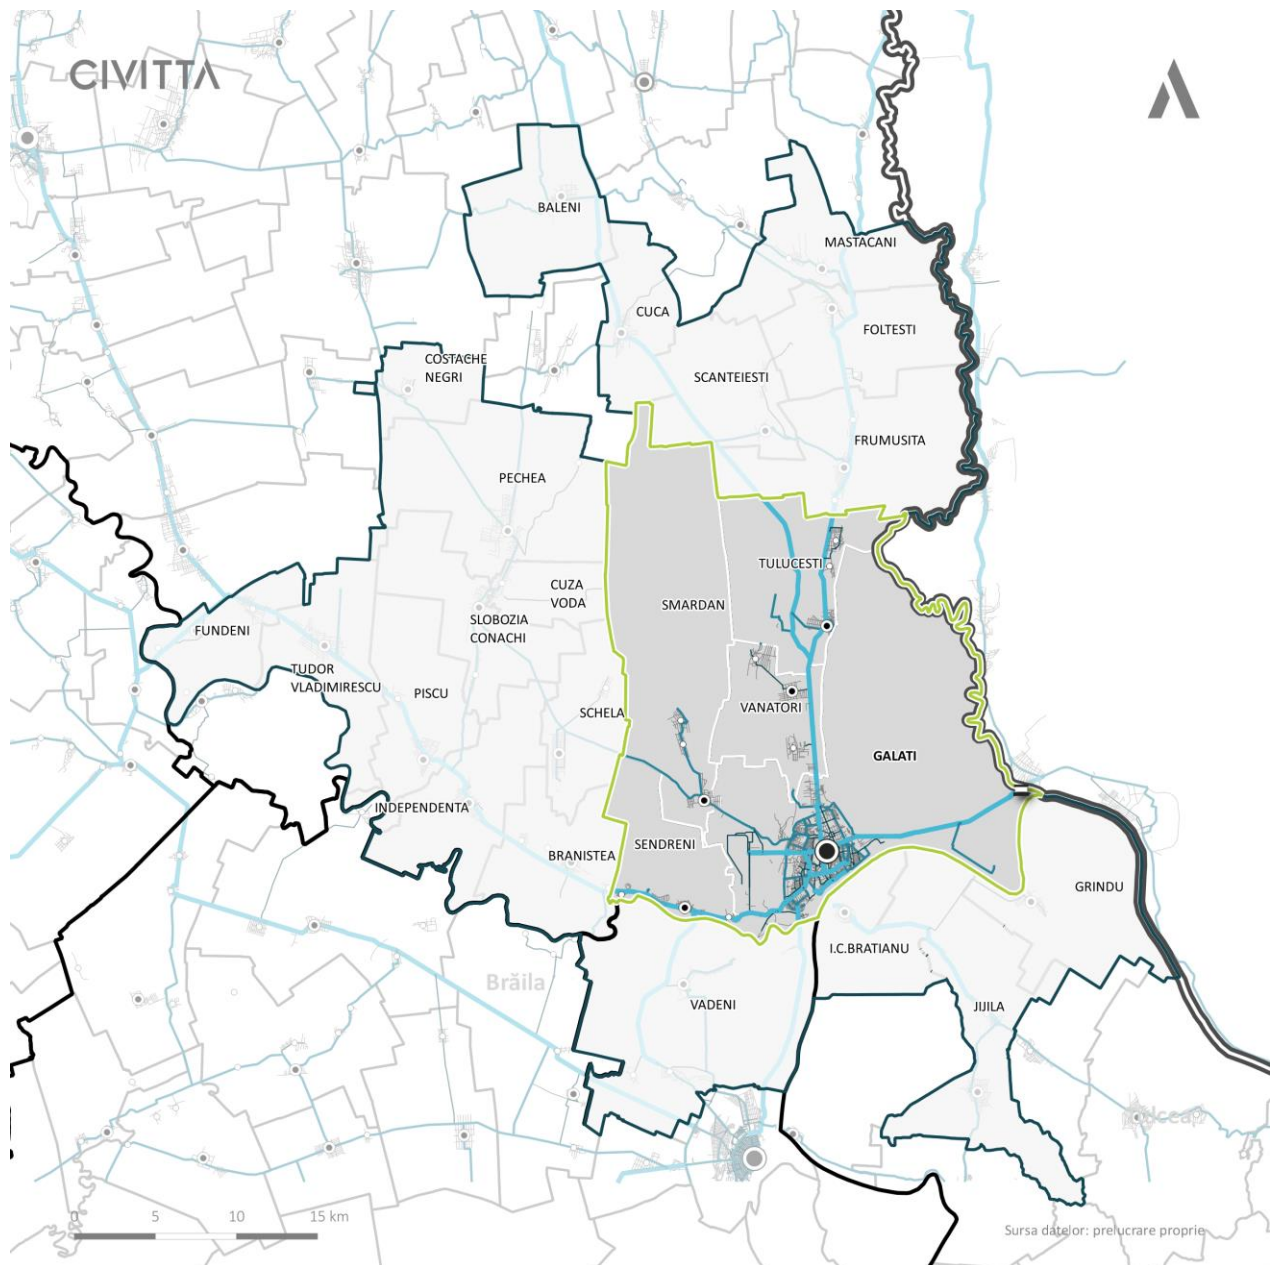 CIVITTA
BALENI
MASTACANI
CUCA
FOLTESTI
COSTACHE
NEGRI
SCANTEIESTI
FRUMUSITA
PECHEA
TULUCESTI
CUZA
VODA
SMARDAN
SLOBOZIA
CONACHI
FUNDENI
TUDOR
VLADIMIRESCU
PISCU
VANATORI
SCHELA
GALATI
INDEPENDENTA
SENDRENI
BRANISTEA
GRINDU
I.C.BRATIANU
Brăila
VADENI
JIJILA
0 5 10 15 km
Sursa datelor: prelucrare proprie